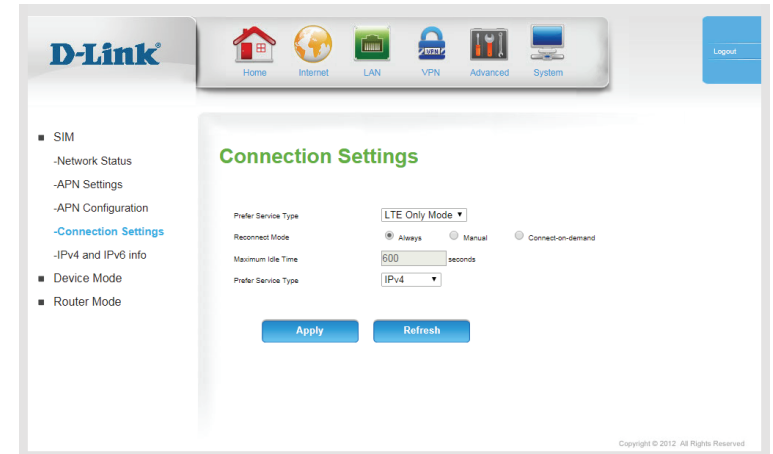 D-Link®
Home Internet LAN VPN Advanced System
Logout
SIM
-Network Status
-APN Settings
-APN Configuration
-Connection Settings
-IPv4 and IPv6 info
Device Mode
Router Mode
Connection Settings
Prefer Service Type LTE Only Mode
Reconnect Mode Always Manual Connect-on-demand
Maximum Idle Time 600 seconds
Prefer Service Type IPv4
Apply Refresh
Copyright © 2012 All Rights Reserved